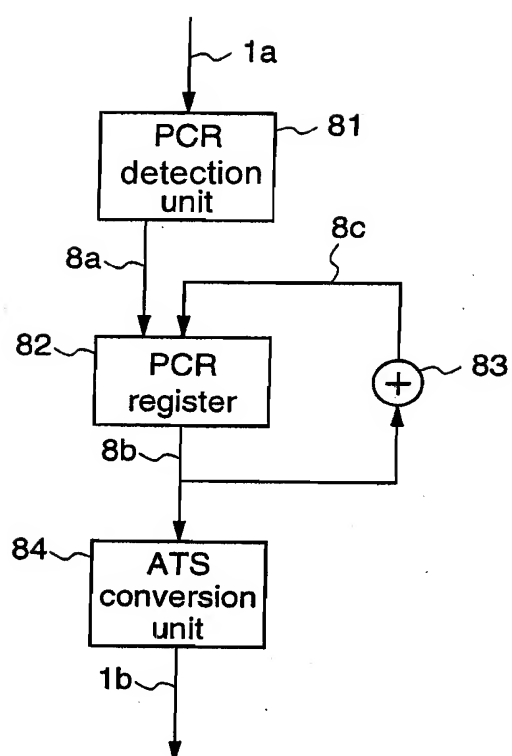 1a
81
PCR
detection
unit
8a
8c
82
PCR
register
83
+
8b
84
ATS
conversion
unit
1b